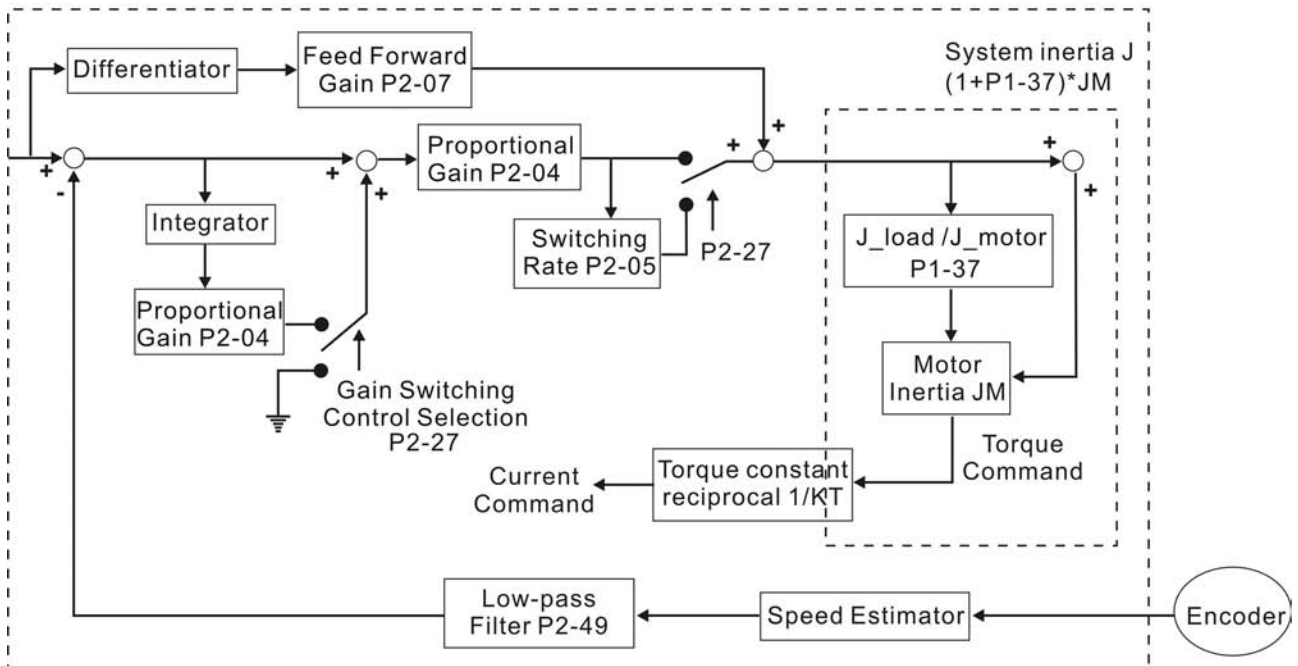 Differentiator
Feed Forward
Gain P2-07
System inertia J
(1+P1-37)*JM
+
+
+
+
-
+
+
Proportional
Gain P2-04
+
+
Integrator
Switching
Rate P2-05
P2-27
J_load /J_motor
P1-37
Proportional
Gain P2-04
Motor
Inertia JM
Gain Switching
Control Selection
P2-27
Current
Command
Torque constant
reciprocal 1/KT
Torque
Command
Low-pass
Filter P2-49
Speed Estimator
Encoder